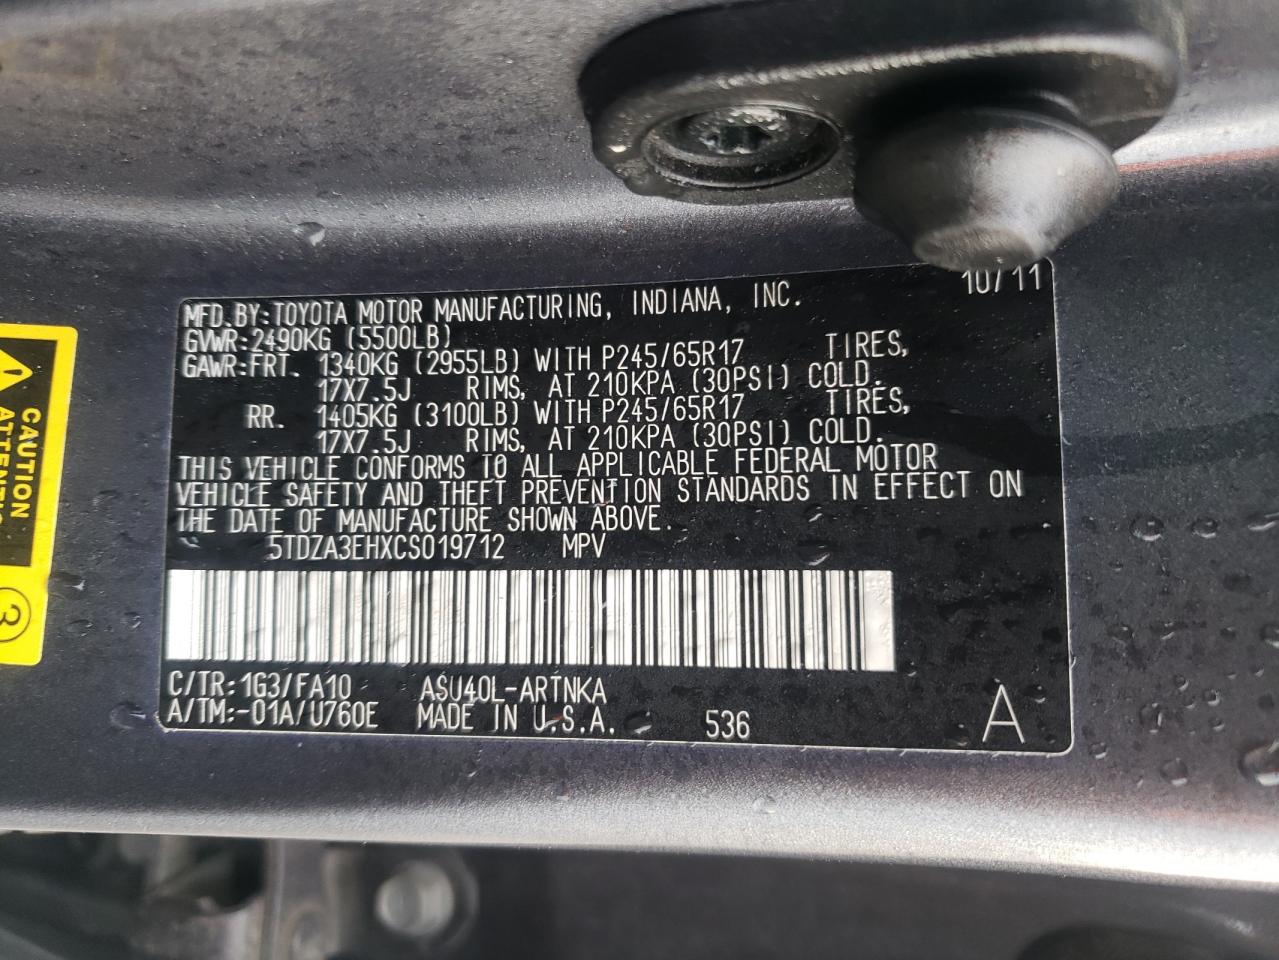 10/11
MFD.BY:TOYOTA MOTOR MANUFACTURING, INDIANA, INC.
GVWR:2490KG (5500LB)
GAWR:FRT. 1340KG (2955LB) WITH P245/65R17 TIRES,
17X7.5J RIMS, AT 210KPA (30PSI) COLD.
RR. 1405KG (3100LB) WITH P245/65R17 TIRES,
17X7.5J RIMS, AT 210KPA (30PSI) COLD.
THIS VEHICLE CONFORMS TO ALL APPLICABLE FEDERAL MOTOR
VEHICLE SAFETY AND THEFT PREVENTION STANDARDS IN EFFECT ON
THE DATE OF MANUFACTURE SHOWN ABOVE.
5TDZA3EHXCS019712 MPV
C/TR:1G3/FA10 ASU40L-ARTNKA
A/TM:-01A/U760E MADE IN U.S.A. 536 A
CAUTION
3